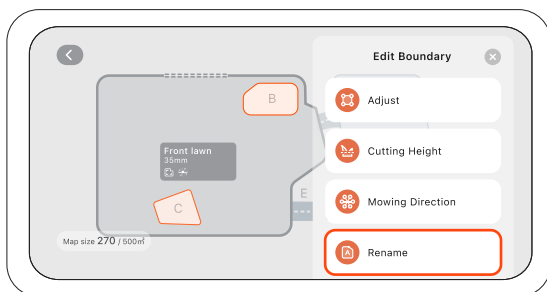 Edit Boundary
B
Adjust
Front lawn
35mm
Cutting Height
E
Mowing Direction
C
Map size 270 / 500㎡
A
Rename